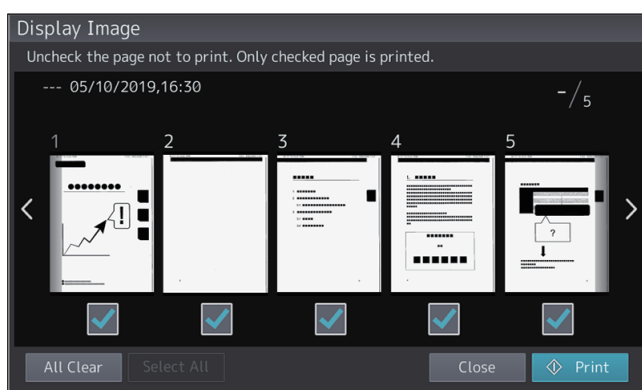 Display Image
Uncheck the page not to print. Only checked page is printed.
--- 05/10/2019,16:30
-/5
1 2 3 4 5
!
1.
?
All Clear Select All Close Print